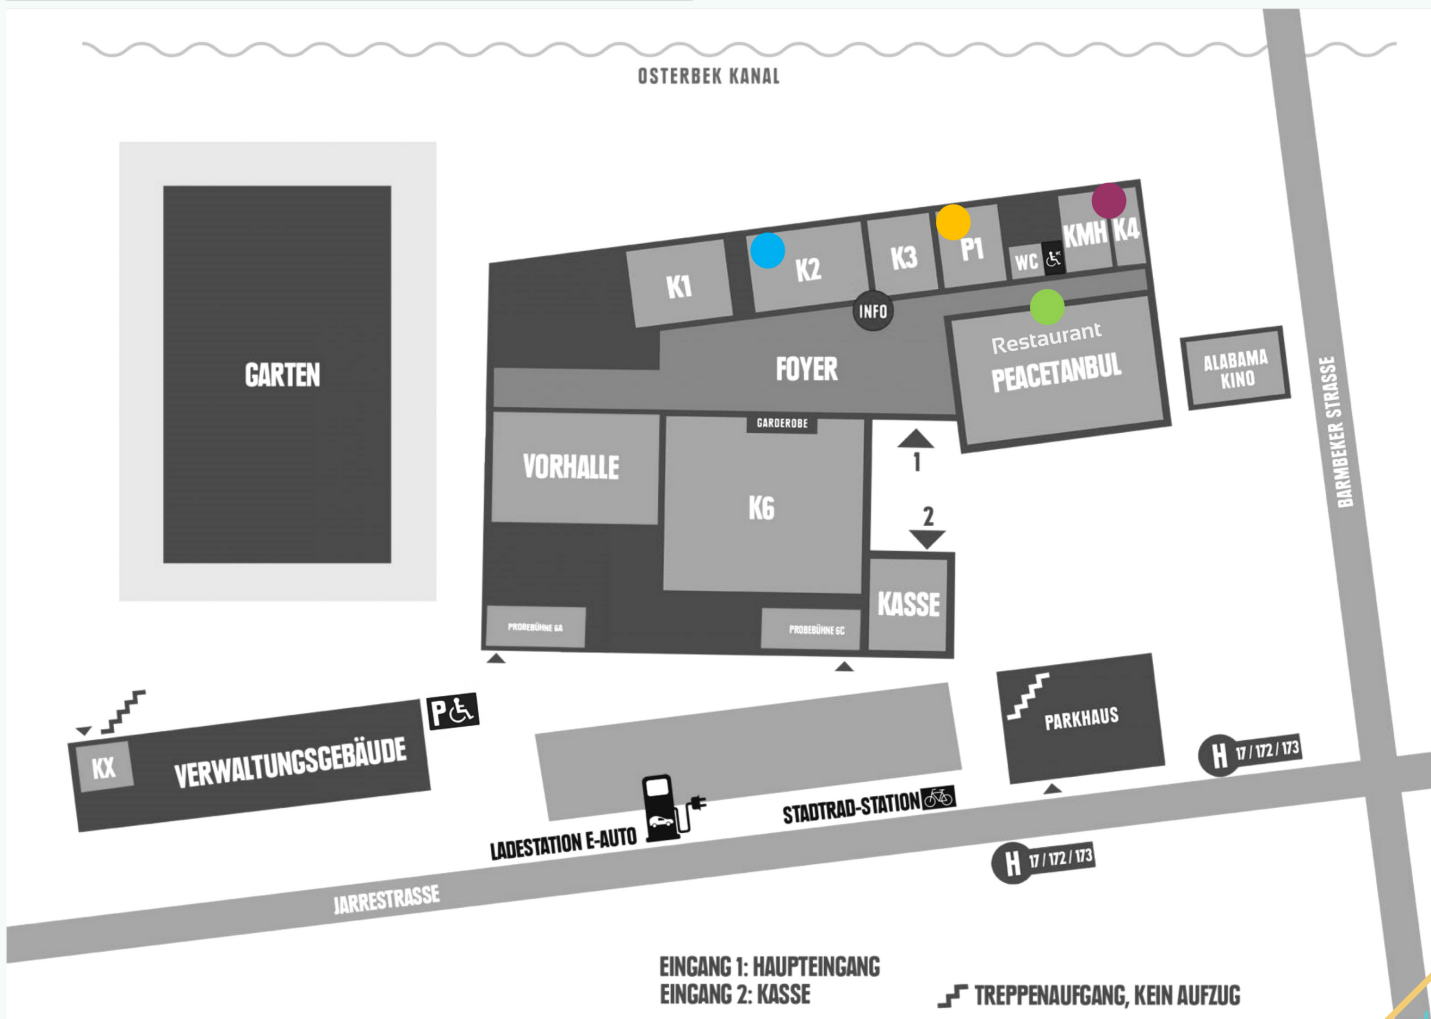 OSTERBEK KANAL
GARTEN
K1
K2
K3
P1
WC
KMH
K4
INFO
FOYER
Restaurant
PEACETANBUL
ALABAMA
KINO
BARMBEKER STRASSE
GARDEROBE
VORHALLE
K6
1
2
KASSE
PROBEBÜHNE 6A
PROBEBÜHNE 6C
P
KX
VERWALTUNGSGEBÄUDE
PARKHAUS
H 17 / 172 / 173
STADTRAD-STATION
LADESTATION E-AUTO
H 17 / 172 / 173
JARRESTRASSE
EINGANG 1: HAUPTEINGANG
EINGANG 2: KASSE
TREPPENAUFGANG, KEIN AUFZUG